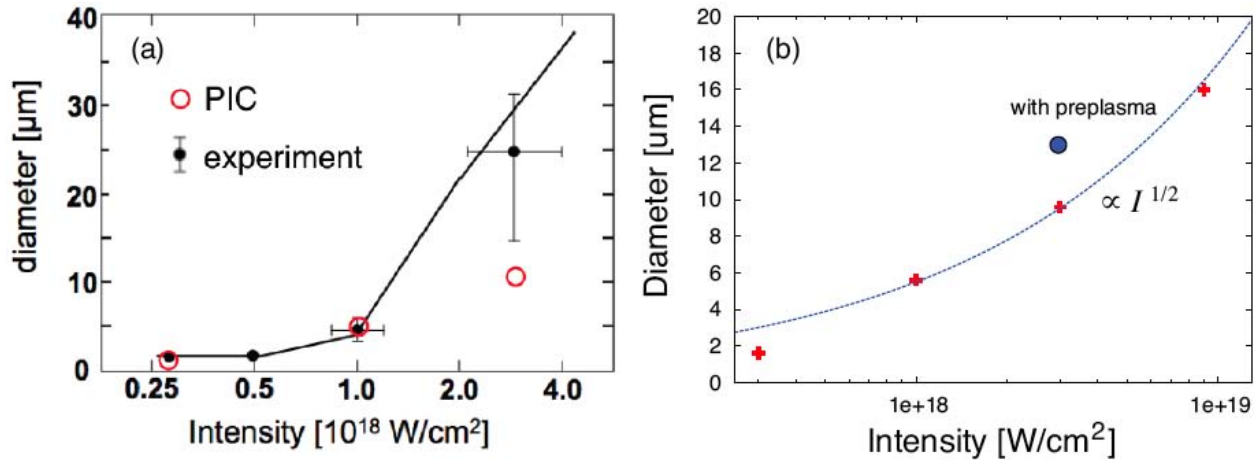 (a)
PIC
experiment
diameter [μm]
40
30
20
10
0
0.25 0.5 1.0 2.0 4.0
Intensity [10¹⁸ W/cm²]
(b)
with preplasma
∝ I ¹ᐟ²
Diameter [um]
20
18
16
14
12
10
8
6
4
2
0
1e+18 1e+19
Intensity [W/cm²]